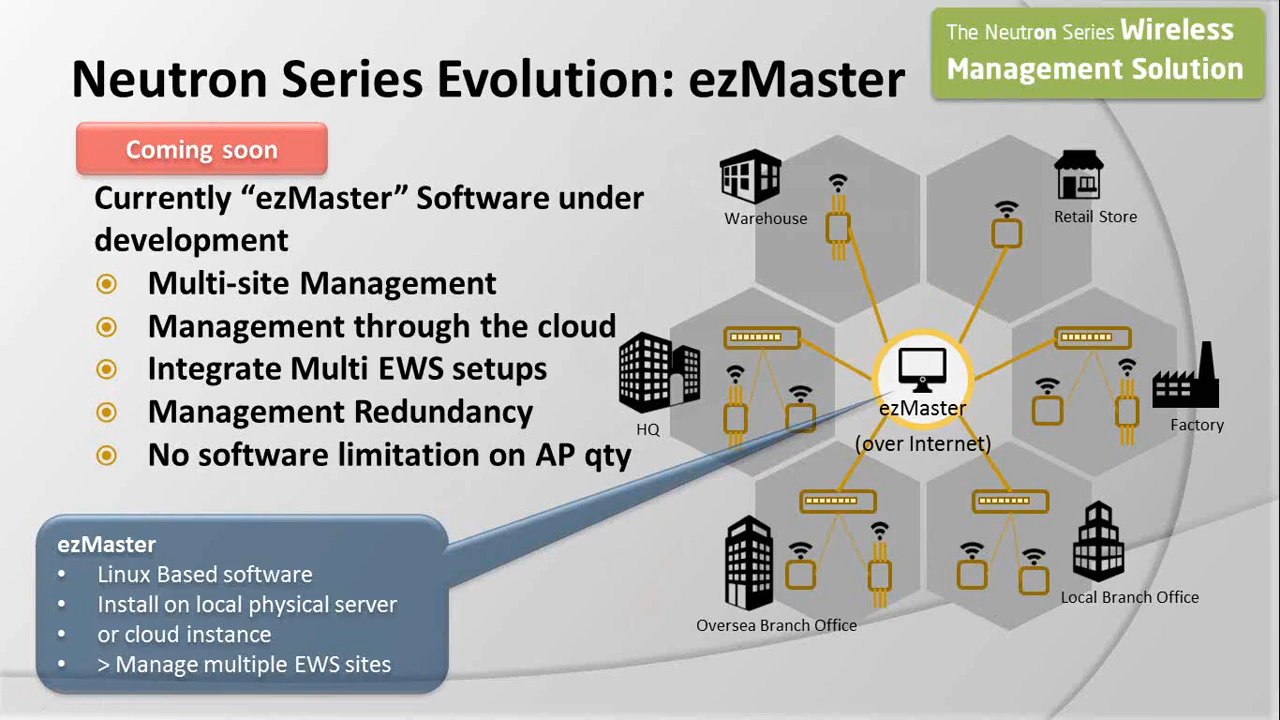 The Neutron Series Wireless
Management Solution
Neutron Series Evolution: ezMaster
Coming soon
Currently “ezMaster” Software under
development
Multi-site Management
Management through the cloud
Integrate Multi EWS setups
Management Redundancy
No software limitation on AP qty
ezMaster
• Linux Based software
• Install on local physical server
• or cloud instance
• > Manage multiple EWS sites
Warehouse
Retail Store
HQ
ezMaster
(over Internet)
Factory
Oversea Branch Office
Local Branch Office